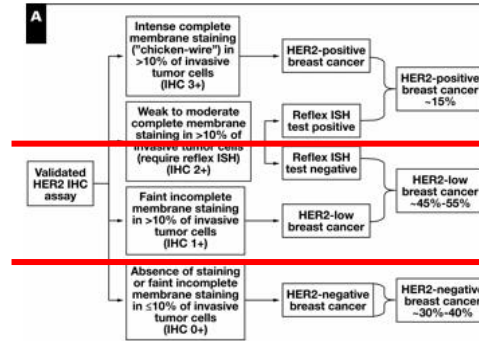 A
Intense complete
membrane staining
("chicken-wire") in
>10% of invasive
tumor cells
(IHC 3+)
HER2-positive
breast cancer
HER2-positive
breast cancer
~15%
Weak to moderate
complete membrane
staining in >10% of
invasive tumor cells
(require reflex ISH)
(IHC 2+)
Reflex ISH
test positive
Reflex ISH
test negative
Validated
HER2 IHC
assay
HER2-low
breast cancer
~45%-55%
Faint incomplete
membrane staining
in >10% of invasive
tumor cells
(IHC 1+)
HER2-low
breast cancer
Absence of staining
or faint incomplete
membrane staining
in ≤10% of invasive
tumor cells
(IHC 0+)
HER2-negative
breast cancer
HER2-negative
breast cancer
~30%-40%